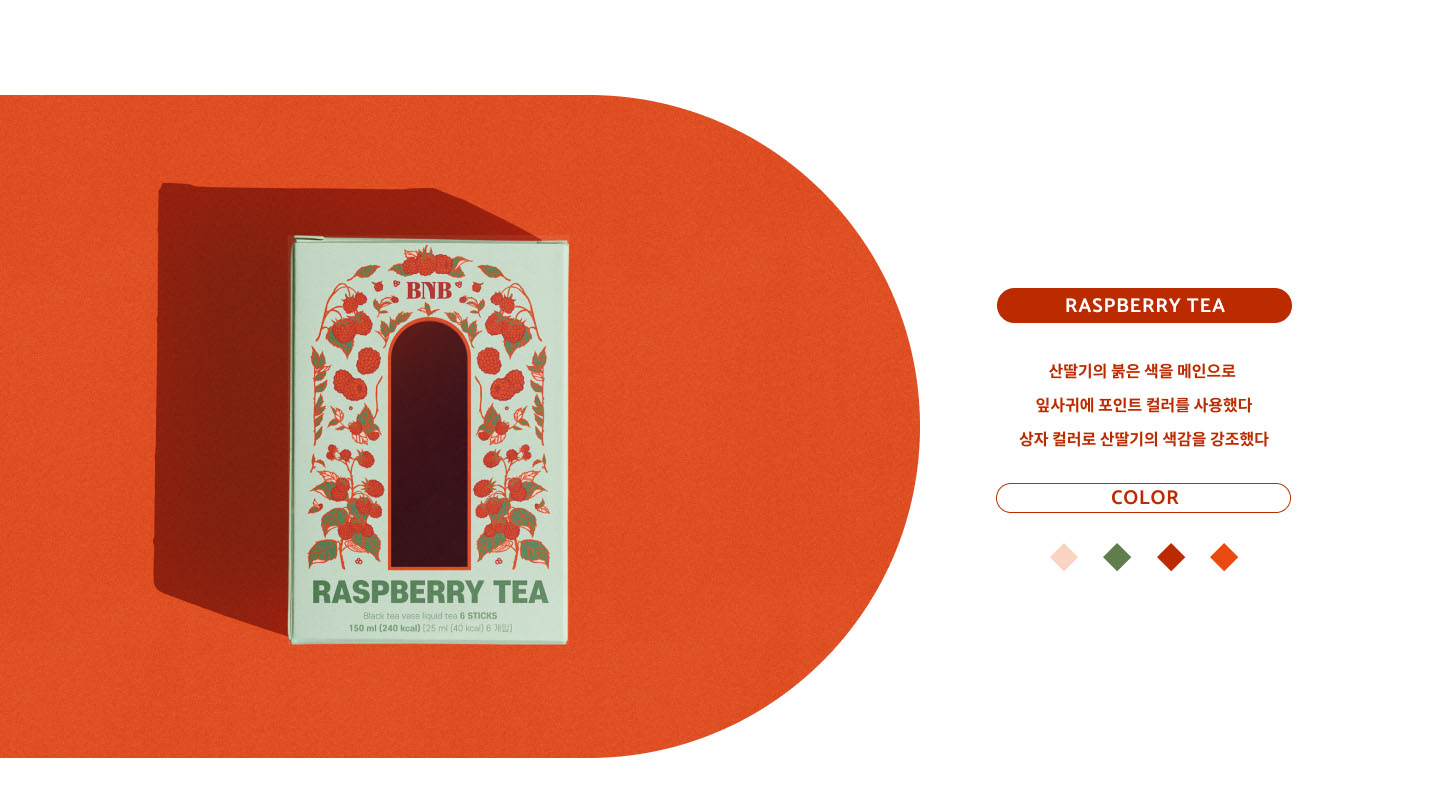 BNB
RASPBERRY TEA
Black tea vase liquid tea 6 STICKS
150 ml (240 kcal) [25 ml (40 kcal) 6 개입]
RASPBERRY TEA
산딸기의 붉은 색을 메인으로
잎사귀에 포인트 컬러를 사용했다
상자 컬러로 산딸기의 색감을 강조했다
COLOR